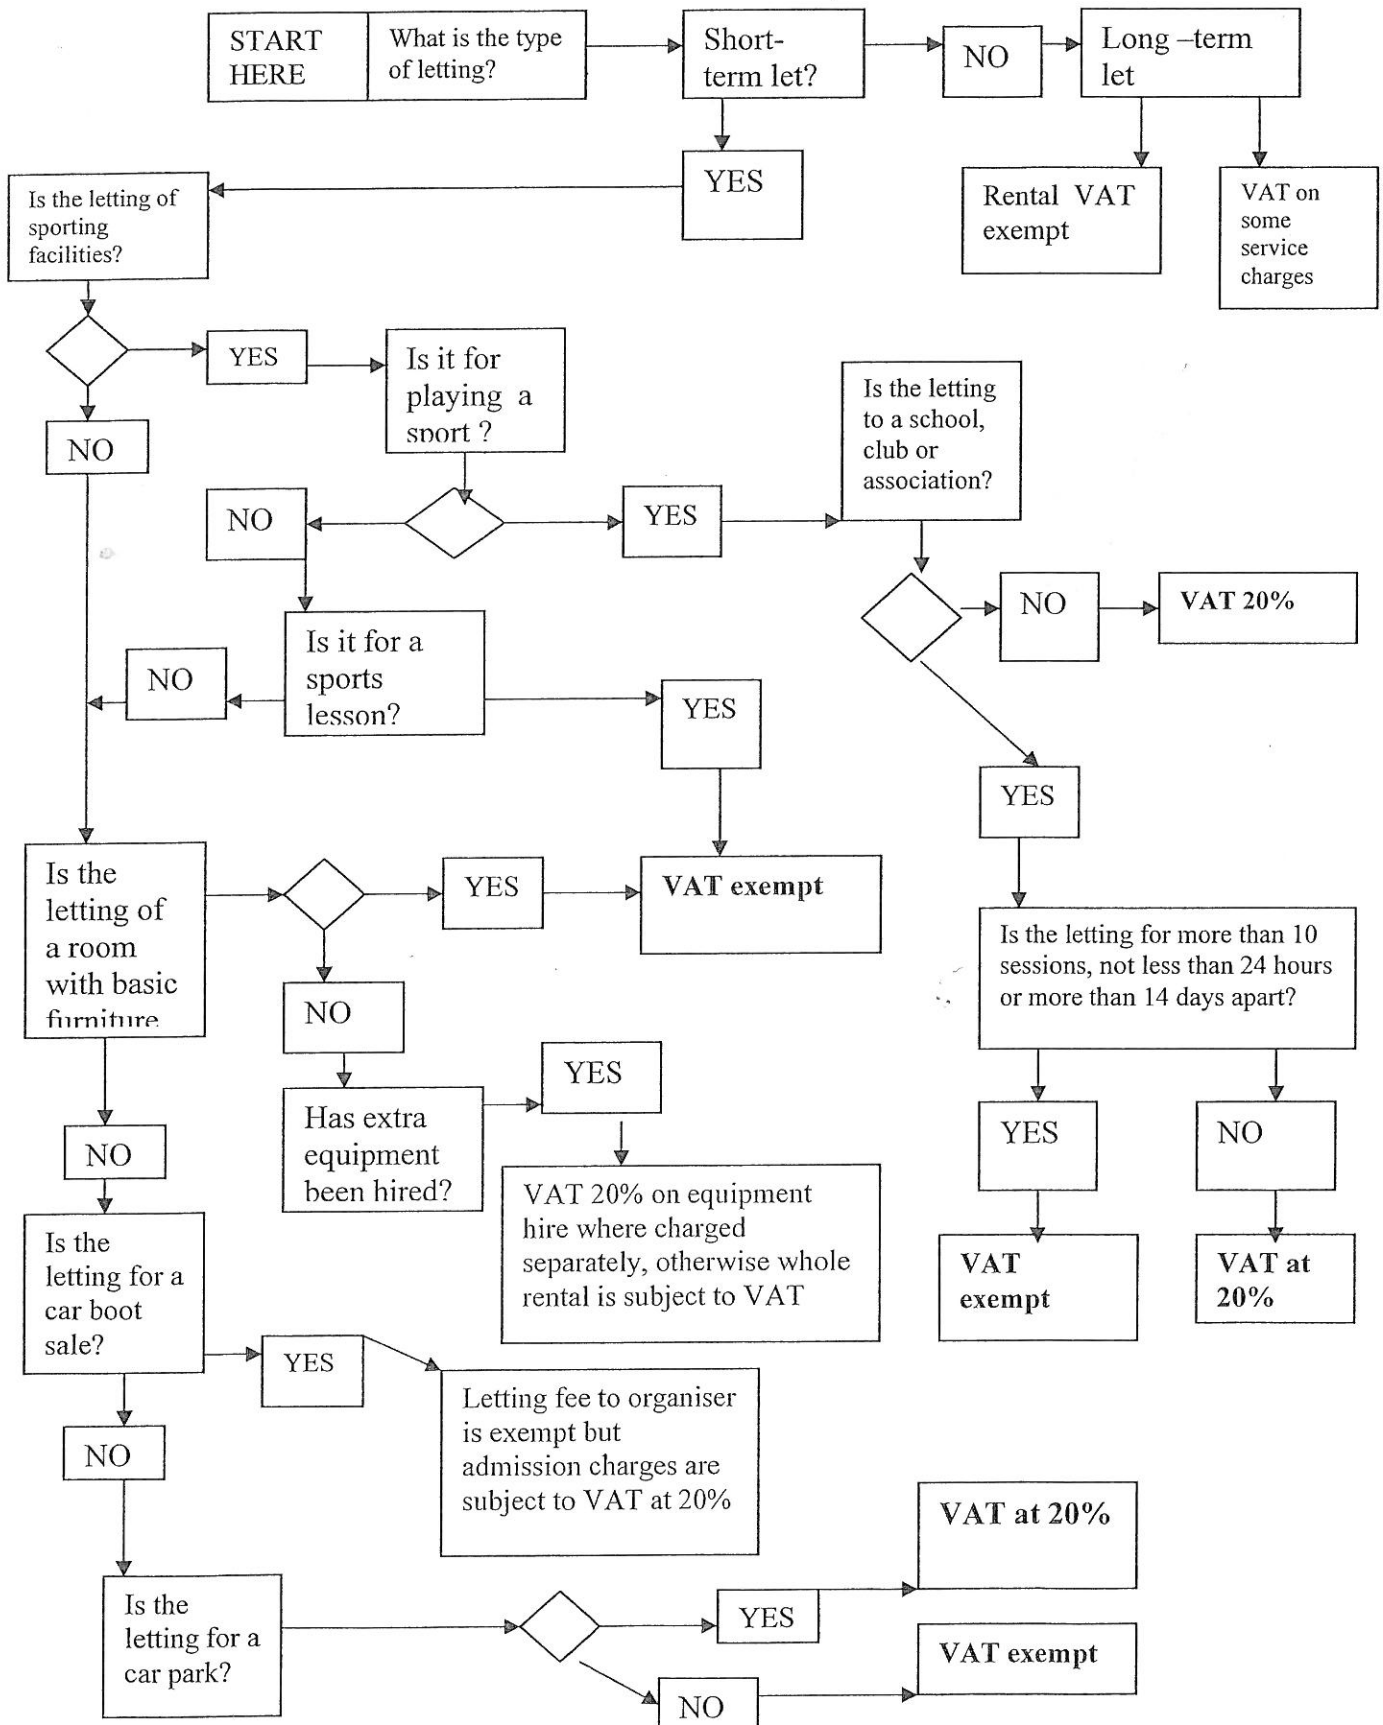 START
HERE
What is the type
of letting?
Short-
term let?
NO
Long –term
let
YES
Rental VAT
exempt
VAT on
some
service
charges
Is the letting of
sporting
facilities?
YES
Is it for
playing a
sport ?
Is the letting
to a school,
club or
association?
NO
NO
YES
NO
VAT 20%
Is it for a
sports
lesson?
NO
YES
YES
Is the
letting of
a room
with basic
furniture
YES
VAT exempt
Is the letting for more than 10
sessions, not less than 24 hours
or more than 14 days apart?
NO
YES
Has extra
equipment
been hired?
YES
NO
NO
VAT 20% on equipment
hire where charged
separately, otherwise whole
rental is subject to VAT
Is the
letting for a
car boot
sale?
VAT
exempt
VAT at
20%
YES
Letting fee to organiser
is exempt but
admission charges are
subject to VAT at 20%
NO
VAT at 20%
Is the
letting for a
car park?
YES
VAT exempt
NO